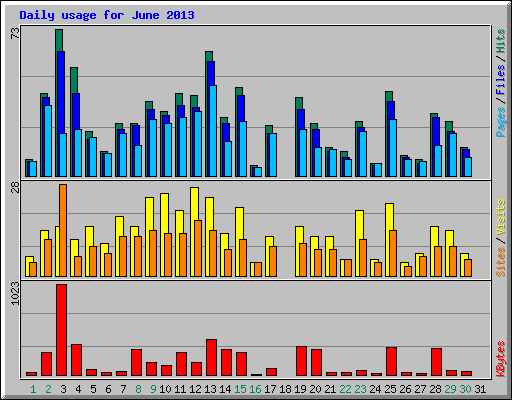 Daily usage for June 2013
73
Pages / Files / Hits
28
Sites / Visits
1023
KBytes
1 2 3 4 5 6 7 8 9 10 11 12 13 14 15 16 17 18 19 20 21 22 23 24 25 26 27 28 29 30 31